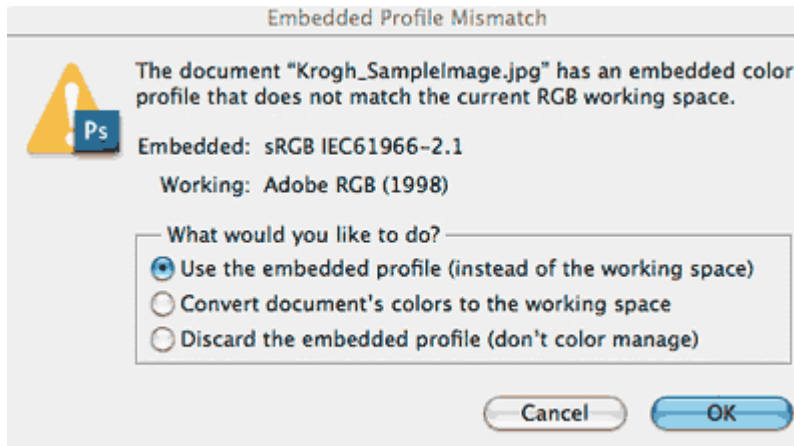 Embedded Profile Mismatch
The document “Krogh_SampleImage.jpg” has an embedded color
profile that does not match the current RGB working space.
Ps
Embedded: sRGB IEC61966-2.1
Working: Adobe RGB (1998)
What would you like to do?
Use the embedded profile (instead of the working space)
Convert document's colors to the working space
Discard the embedded profile (don't color manage)
Cancel OK